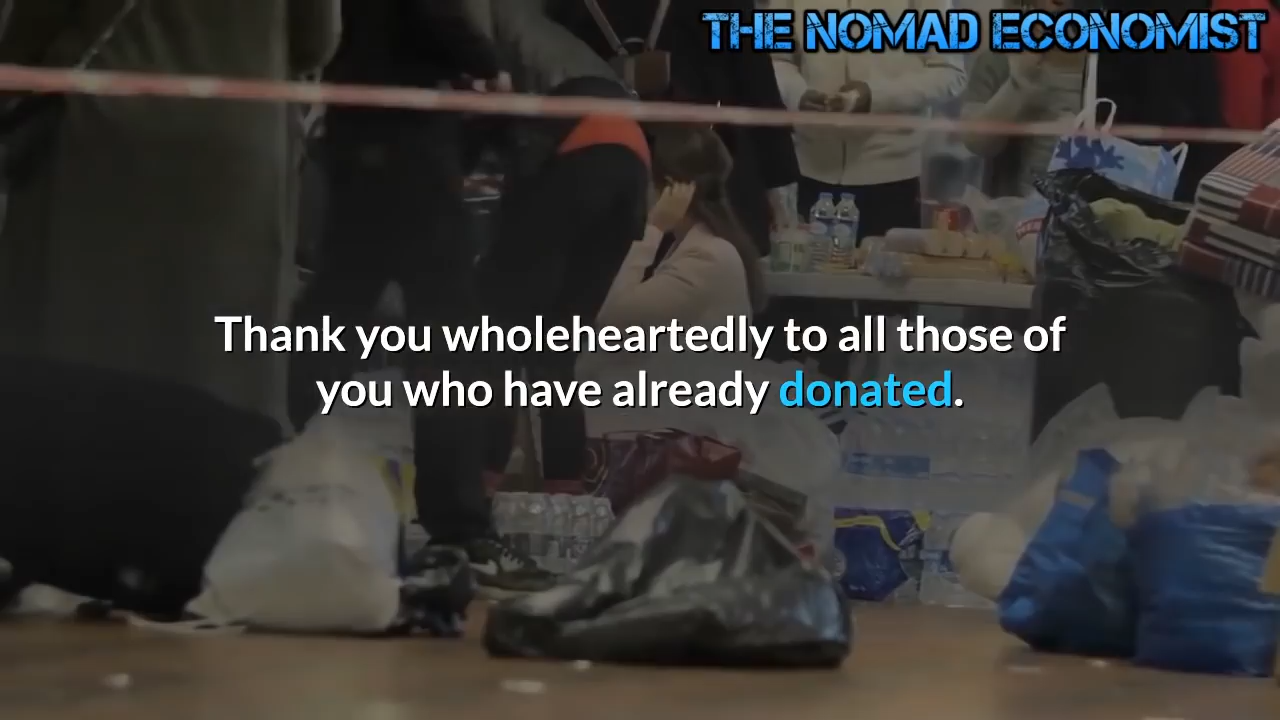 THE NOMAD ECONOMIST
Thank you wholeheartedly to all those of
you who have already donated.